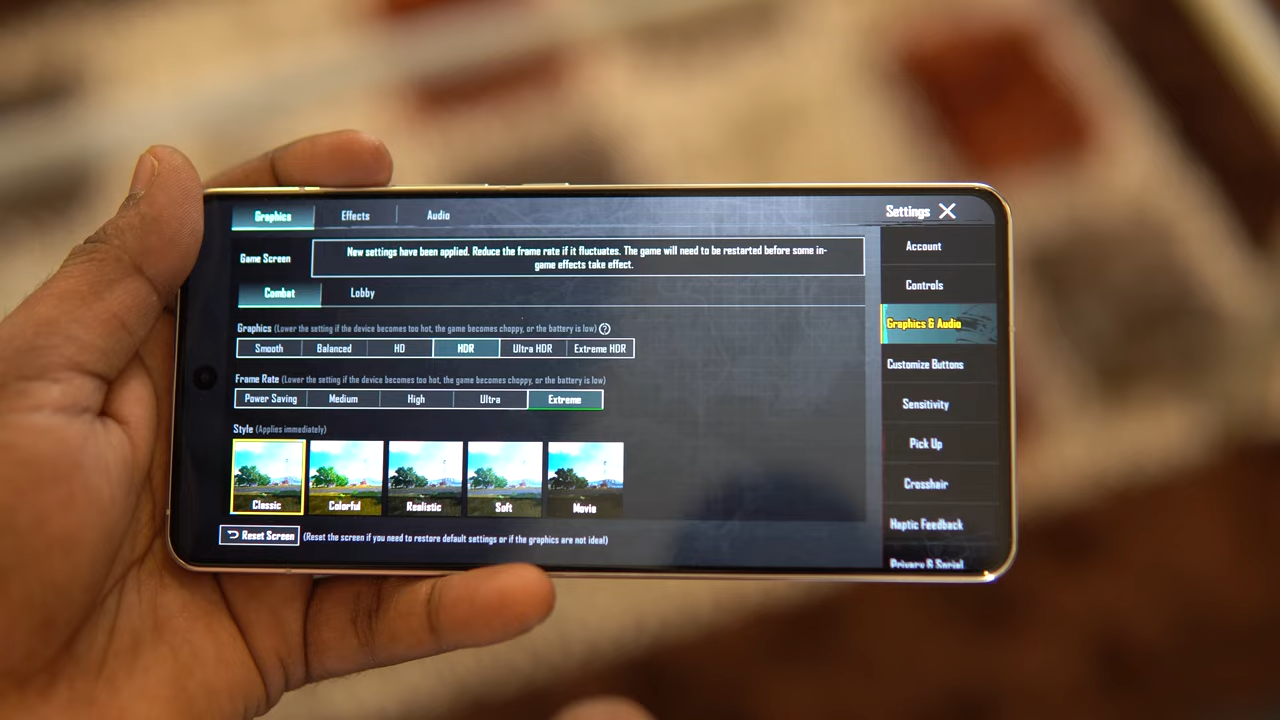 Graphics Effects Audio
Settings
Game Screen
New settings have been applied. Reduce the frame rate if it fluctuates. The game will need to be restarted before some in-
game effects take effect.
Combat Lobby
Graphics (Lower the setting if the device becomes too hot, the game becomes choppy, or the battery is low) ?
Smooth Balanced HD HDR Ultra HDR Extreme HDR
Frame Rate (Lower the setting if the device becomes too hot, the game becomes choppy, or the battery is low)
Power Saving Medium High Ultra Extreme
Style (Applies immediately)
Classic Colorful Realistic Soft Movie
Reset Screen (Reset the screen if you need to restore default settings or if the graphics are not ideal)
Account
Controls
Graphics & Audio
Customize Buttons
Sensitivity
Pick Up
Crosshair
Haptic Feedback
Privacy & Social